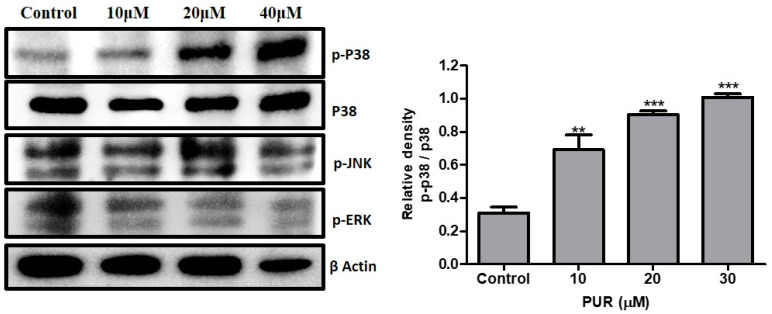 Control 10μM 20μM 40μM
p-P38
P38
p-JNK
p-ERK
β Actin
Relative density
p-p38 / p38
1.2
1.0
0.8
0.6
0.4
0.2
0.0
**
***
***
Control 10 20 30
PUR (μM)